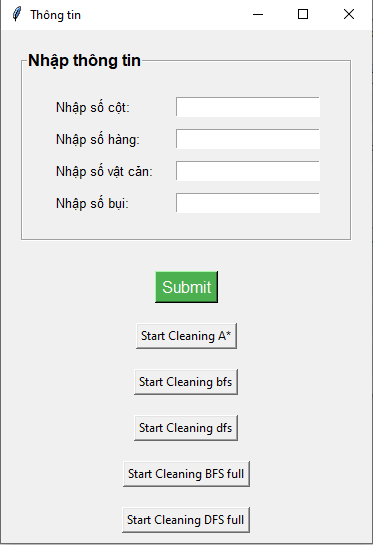 Thông tin
Nhập thông tin
Nhập số cột:
Nhập số hàng:
Nhập số vật cản:
Nhập số bụi:
Submit
Start Cleaning A*
Start Cleaning bfs
Start Cleaning dfs
Start Cleaning BFS full
Start Cleaning DFS full